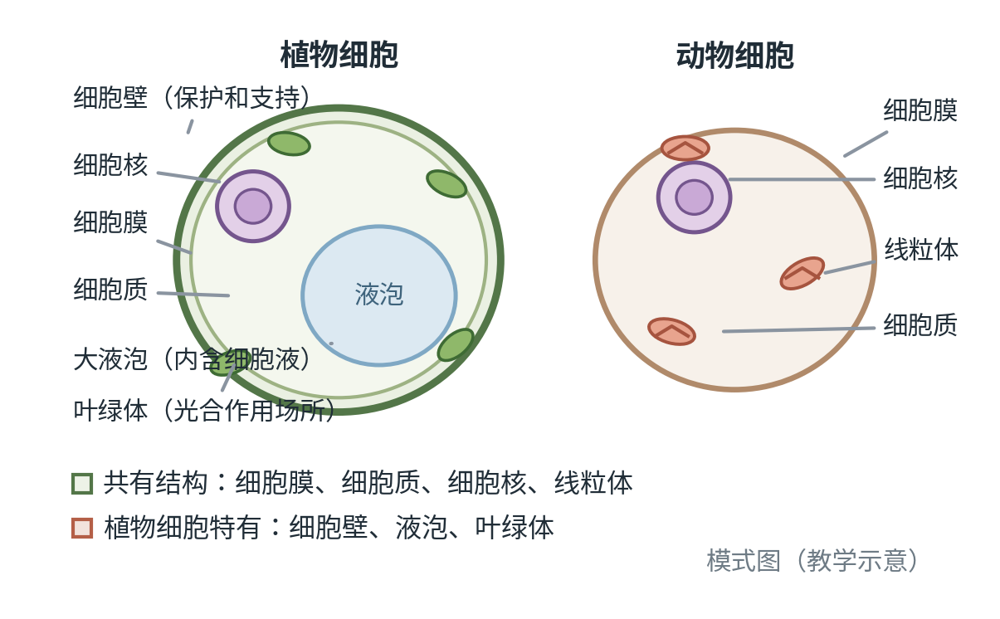 植物细胞
细胞壁（保护和支持）
细胞核
细胞膜
细胞质
液泡
大液泡（内含细胞液）
叶绿体（光合作用场所）
动物细胞
细胞膜
细胞核
线粒体
细胞质
共有结构：细胞膜、细胞质、细胞核、线粒体
植物细胞特有：细胞壁、液泡、叶绿体
模式图（教学示意）